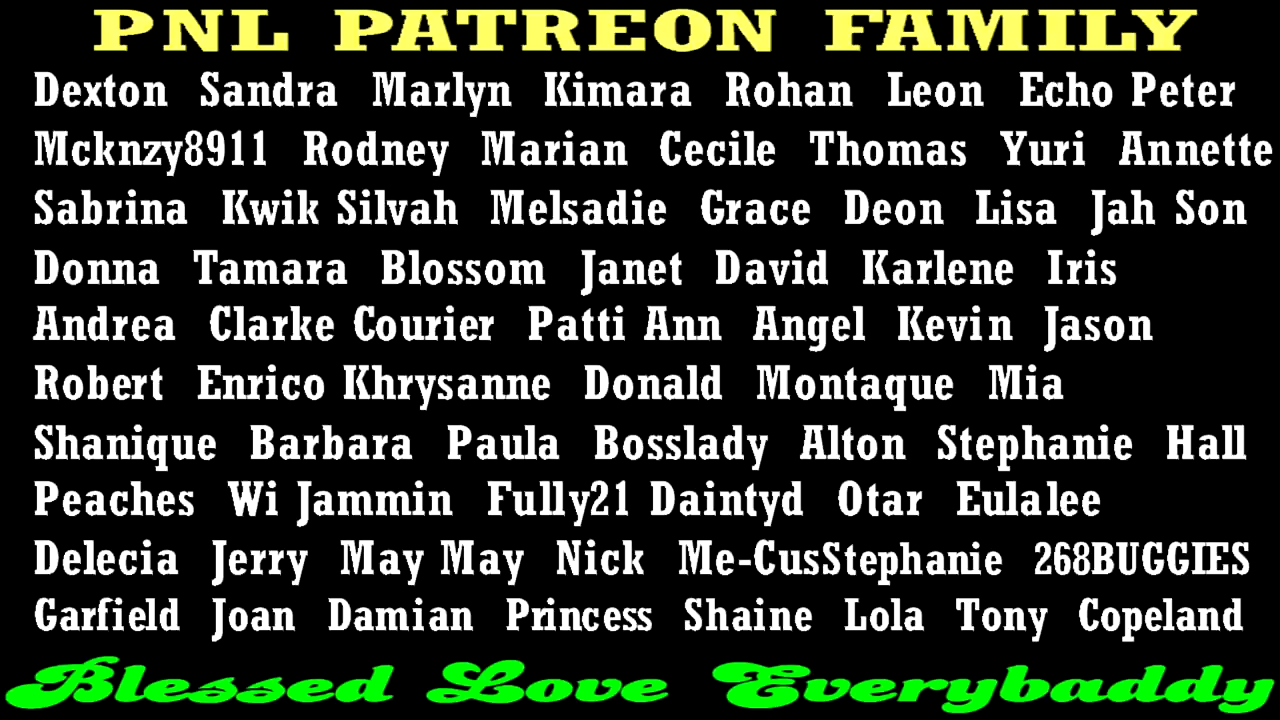 PNL PATREON FAMILY
Dexton Sandra Marlyn Kimara Rohan Leon Echo Peter
Mcknzy8911 Rodney Marian Cecile Thomas Yuri Annette
Sabrina Kwik Silvah Melsadie Grace Deon Lisa Jah Son
Donna Tamara Blossom Janet David Karlene Iris
Andrea Clarke Courier Patti Ann Angel Kevin Jason
Robert Enrico Khrysanne Donald Montaque Mia
Shanique Barbara Paula Bosslady Alton Stephanie Hall
Peaches Wi Jammin Fully21 Daintyd Otar Eulalee
Delecia Jerry May May Nick Me-CusStephanie 268BUGGIES
Garfield Joan Damian Princess Shaine Lola Tony Copeland
Blessed Love Everybaddy